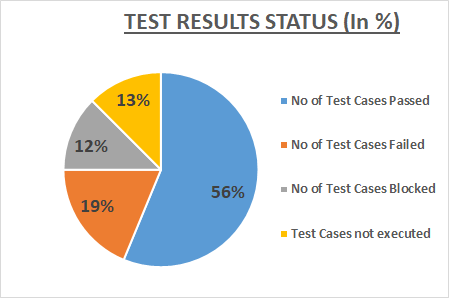 TEST RESULTS STATUS (In %)
13%
12%
19%
56%
No of Test Cases Passed
No of Test Cases Failed
No of Test Cases Blocked
Test Cases not executed